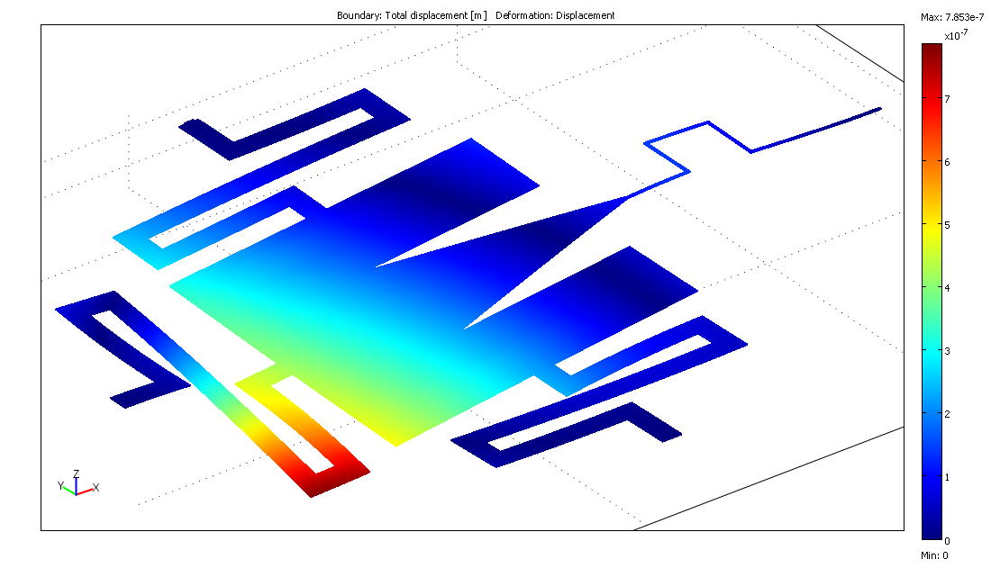 Boundary: Total displacement [m]   Deformation: Displacement
Max: 7.853e-7
x10-7
7
6
5
4
3
2
1
0
Min: 0
Z
Y
X